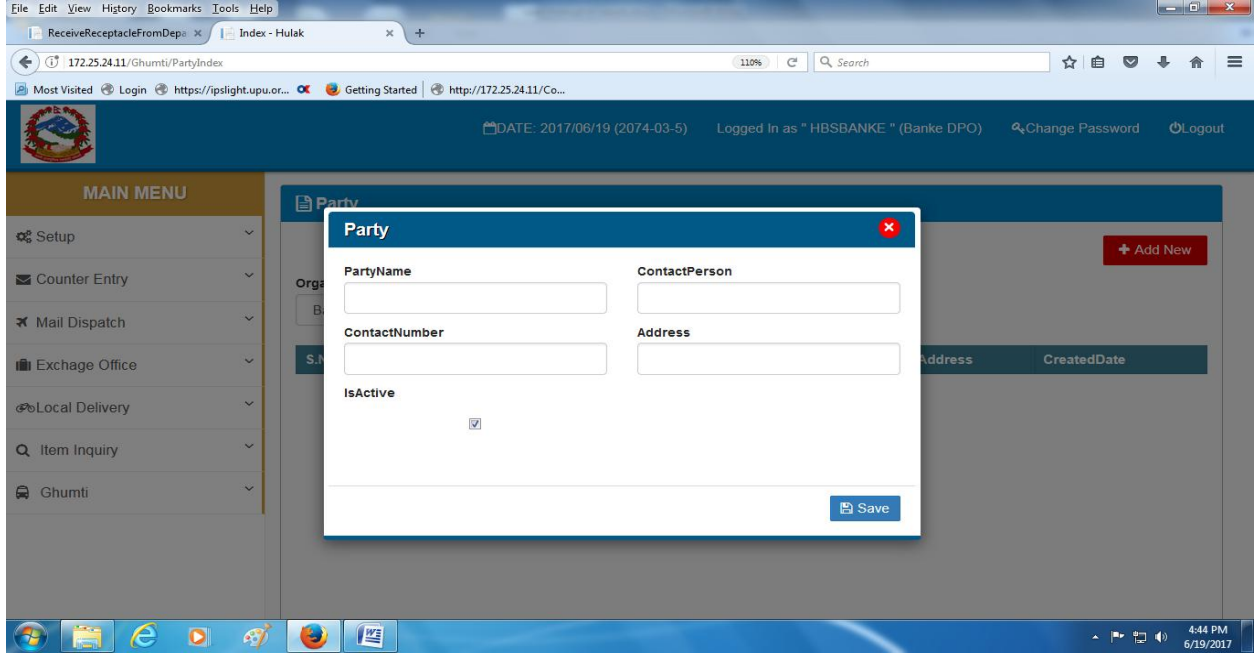 File Edit View History Bookmarks Tools Help
ReceiveReceptacleFromDepa × Index - Hulak × +
172.25.24.11/Ghumti/PartyIndex 110% Search
Most Visited Login https://ipslight.upu.or... Getting Started http://172.25.24.11/Co...
DATE: 2017/06/19 (2074-03-5) Logged In as " HBSBANKE " (Banke DPO) Change Password Logout
MAIN MENU
Party
Party
Setup
Add New
PartyName ContactPerson
Counter Entry
Orga
Mail Dispatch
ContactNumber Address
Exchage Office
S.N Address CreatedDate
IsActive
Local Delivery
Item Inquiry
Ghumti
Save
4:44 PM
6/19/2017